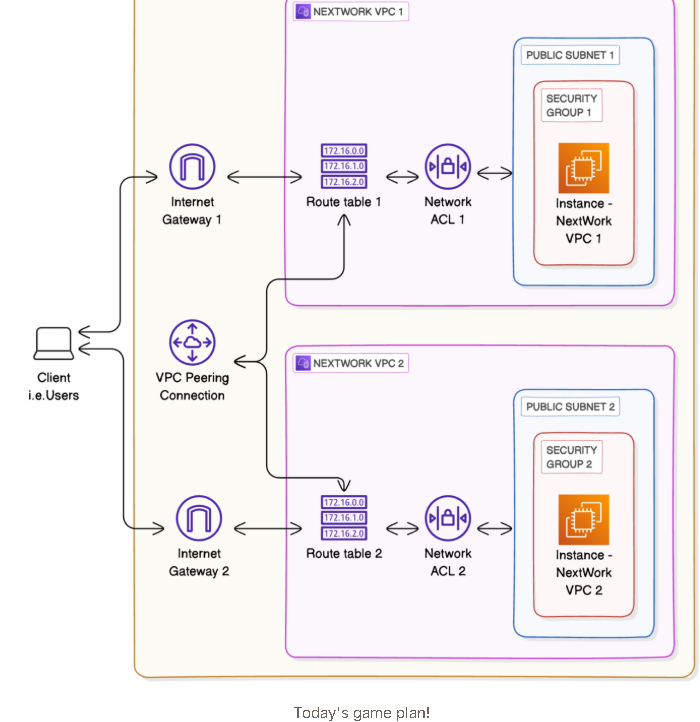 NEXTWORK VPC 1
PUBLIC SUBNET 1
SECURITY
GROUP 1
172.16.0.0
172.16.1.0
172.16.2.0
Internet
Gateway 1
Route table 1
Network
ACL 1
Instance -
NextWork
VPC 1
Client
i.e.Users
VPC Peering
Connection
NEXTWORK VPC 2
PUBLIC SUBNET 2
SECURITY
GROUP 2
172.16.0.0
172.16.1.0
172.16.2.0
Internet
Gateway 2
Route table 2
Network
ACL 2
Instance -
NextWork
VPC 2
Today's game plan!